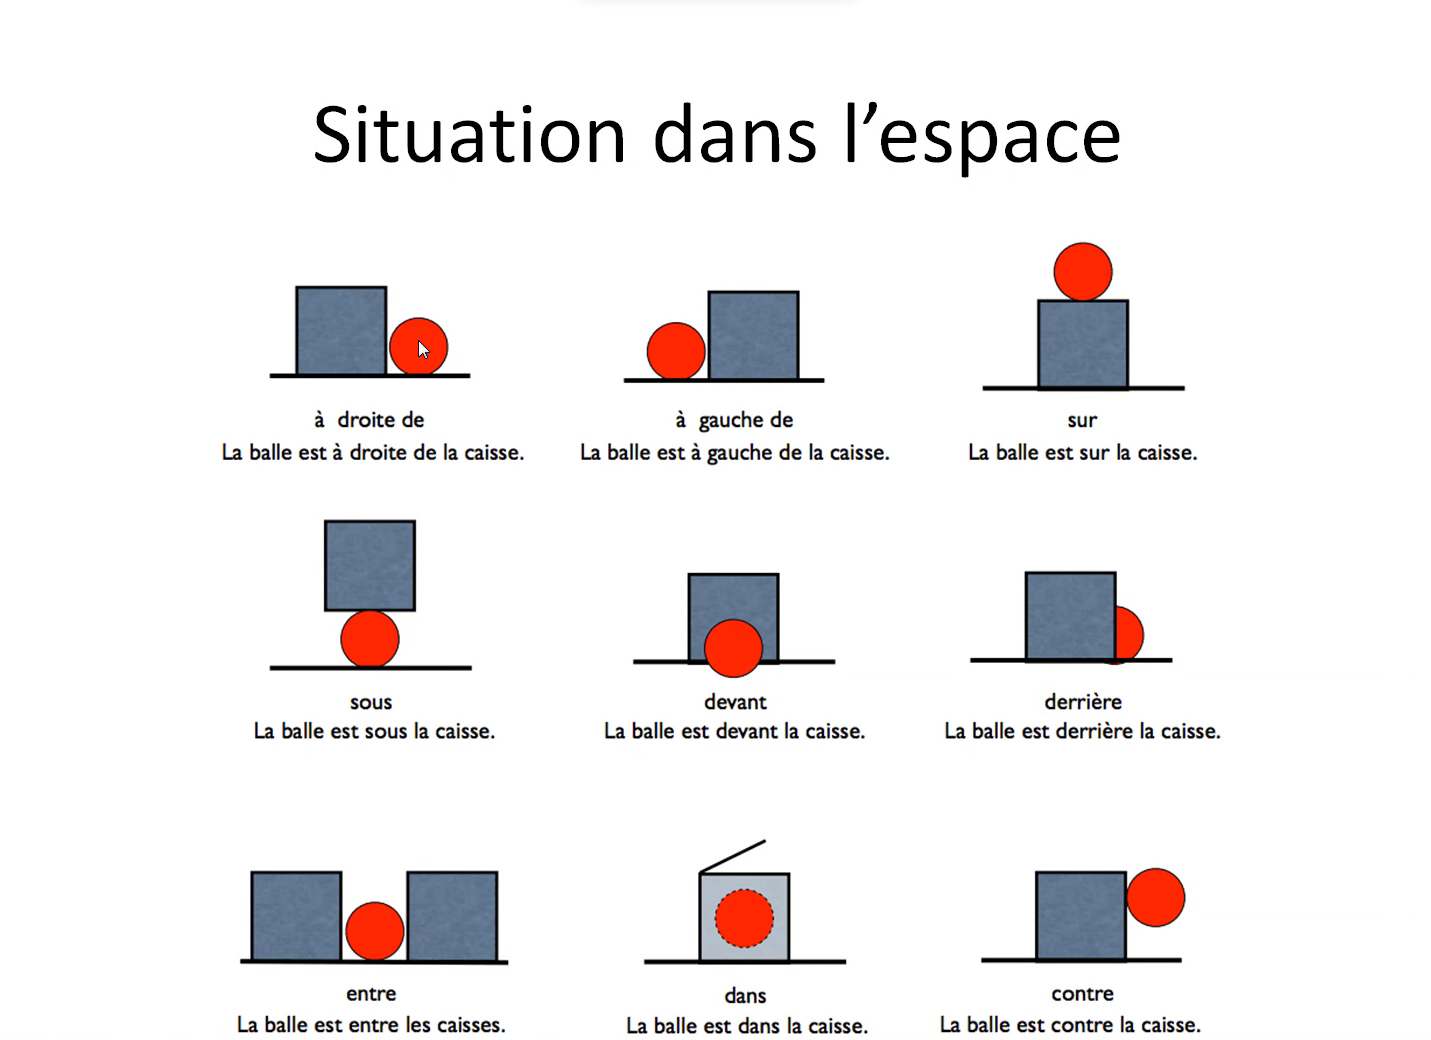 Situation dans l’espace
à droite de
La balle est à droite de la caisse.
à gauche de
La balle est à gauche de la caisse.
sur
La balle est sur la caisse.
sous
La balle est sous la caisse.
devant
La balle est devant la caisse.
derrière
La balle est derrière la caisse.
entre
La balle est entre les caisses.
dans
La balle est dans la caisse.
contre
La balle est contre la caisse.